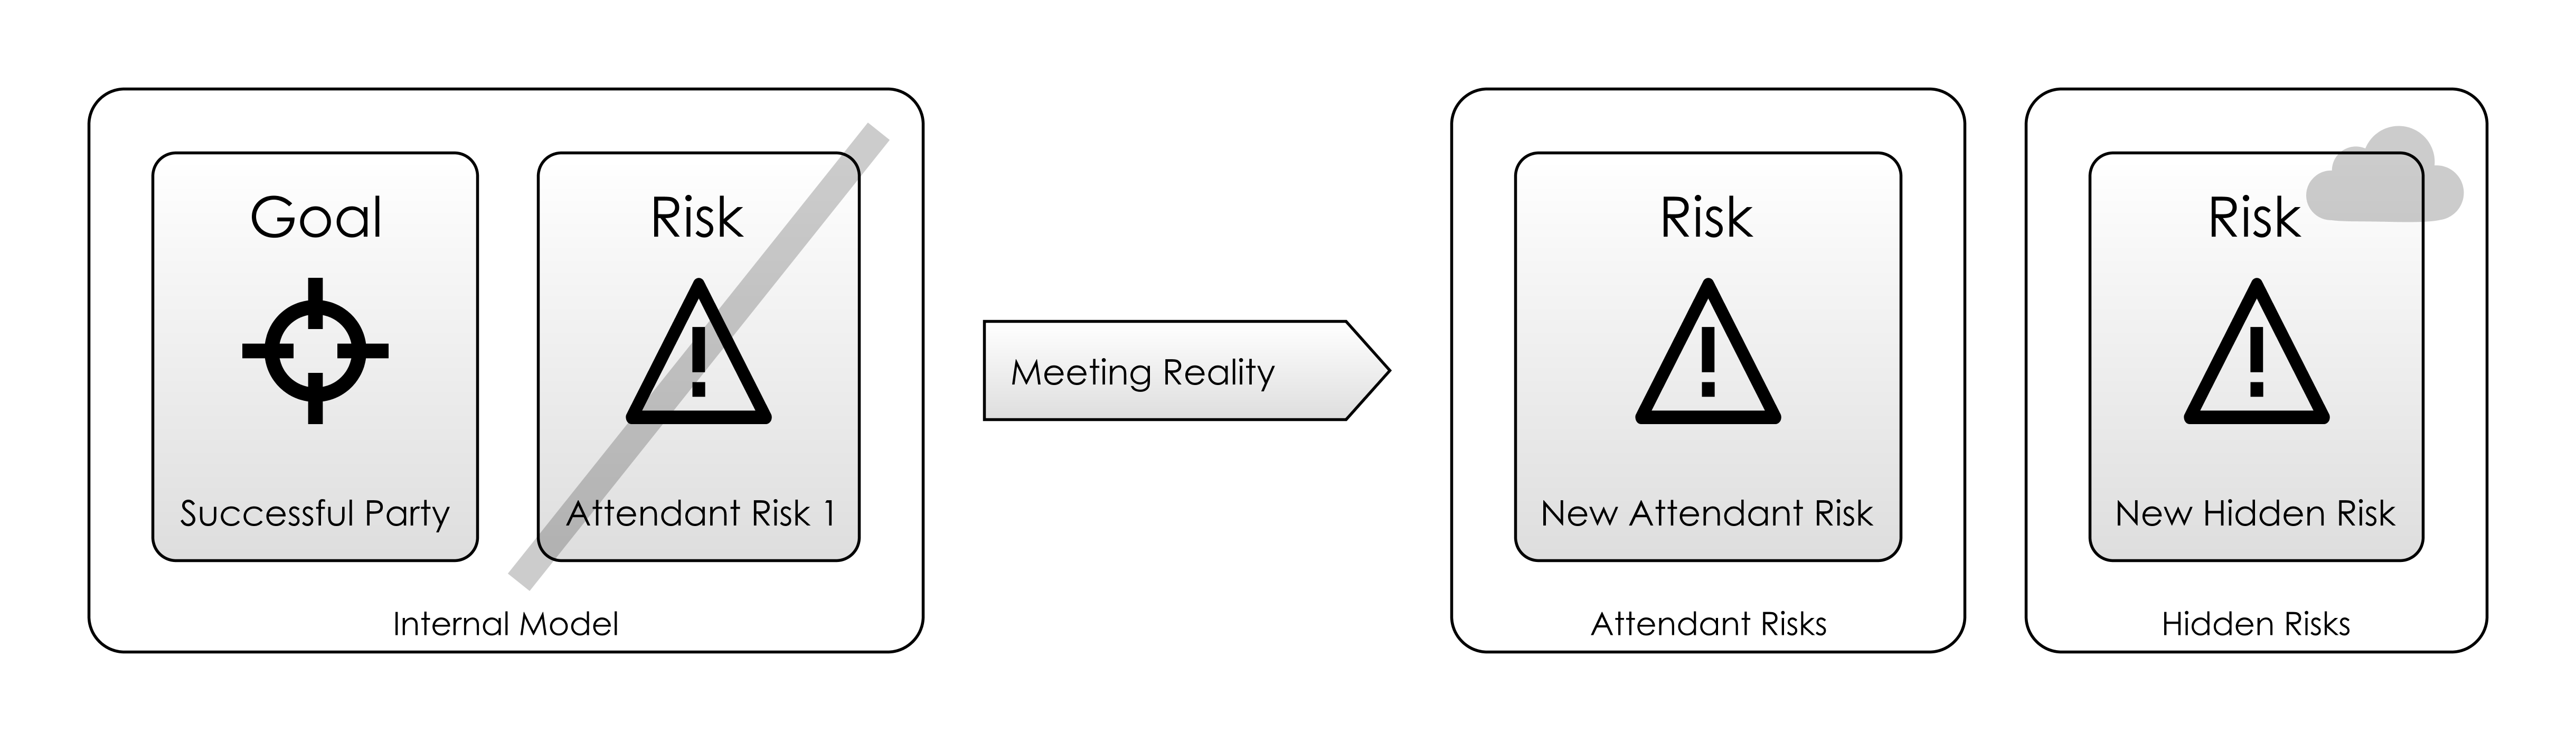 Goal
Successful Party
Risk
Attendant Risk 1
Internal Model
Meeting Reality
Risk
New Attendant Risk
Attendant Risks
Risk
New Hidden Risk
Hidden Risks